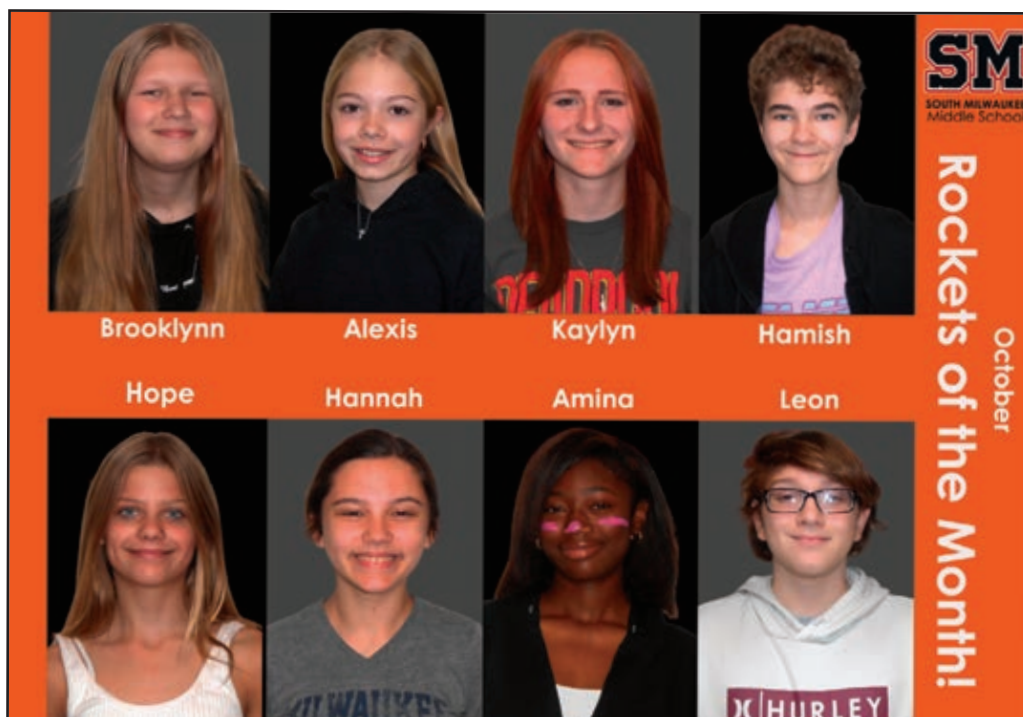 SM
SOUTH MILWAUKEE
Middle School
October
Rockets of the Month!
Brooklynn
Alexis
Kaylyn
Hamish
Hope
Hannah
Amina
Leon
HURLEY